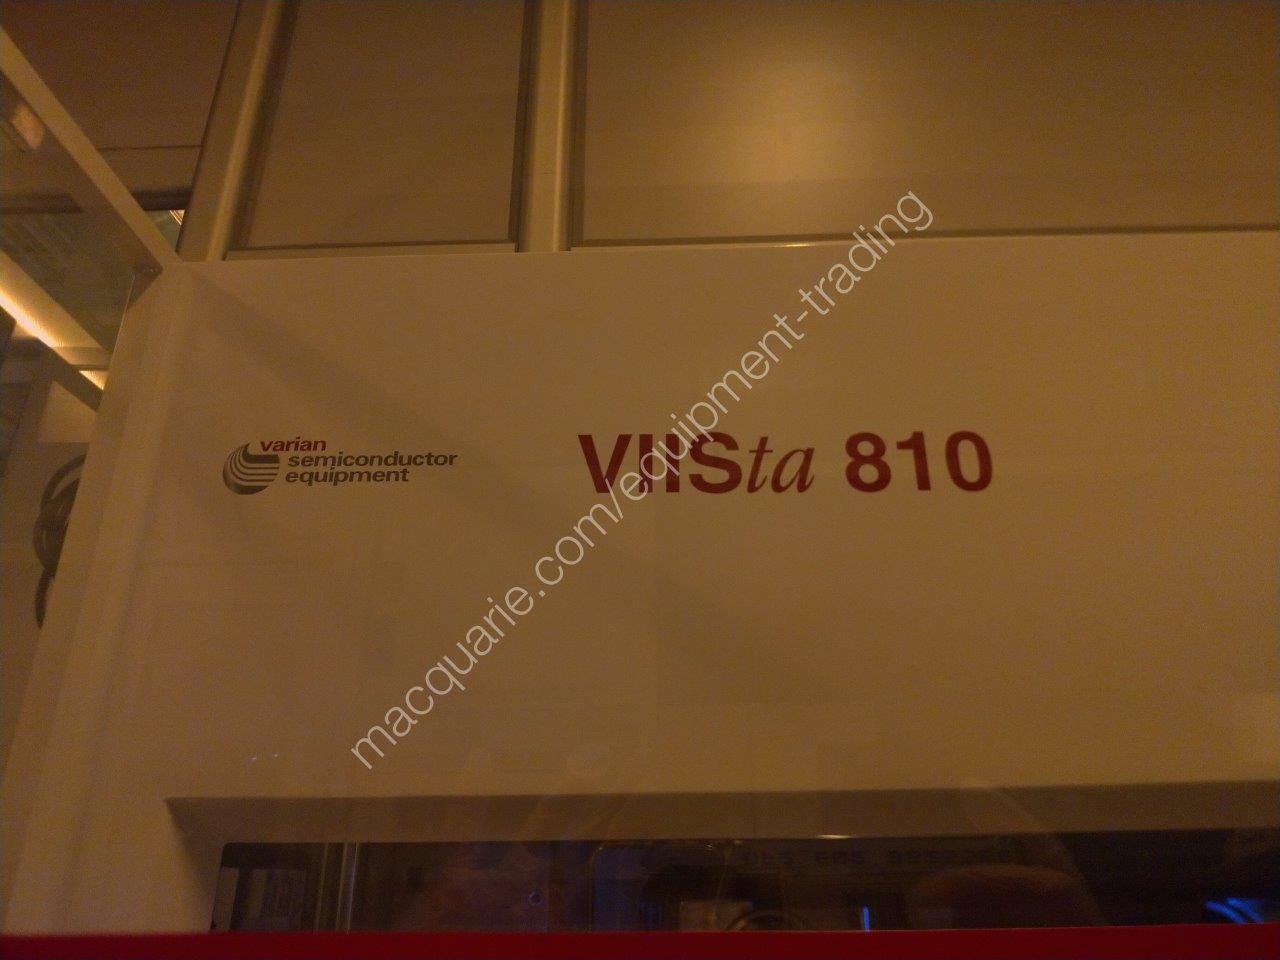 varian
semiconductor
equipment
VIISta 810
macquarie.com/equipment-trading